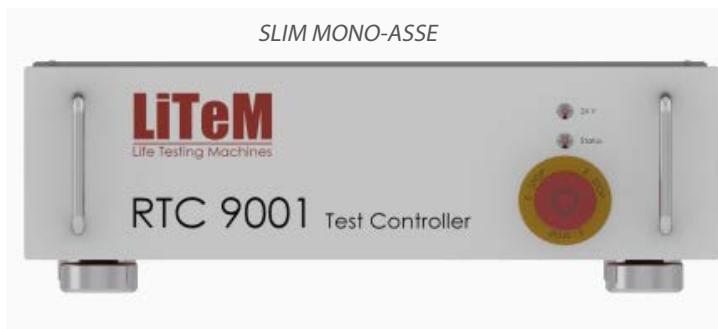 SLIM MONO-ASSE
LiTeM
Life Testing Machines
24 V
Status
RTC 9001 Test Controller